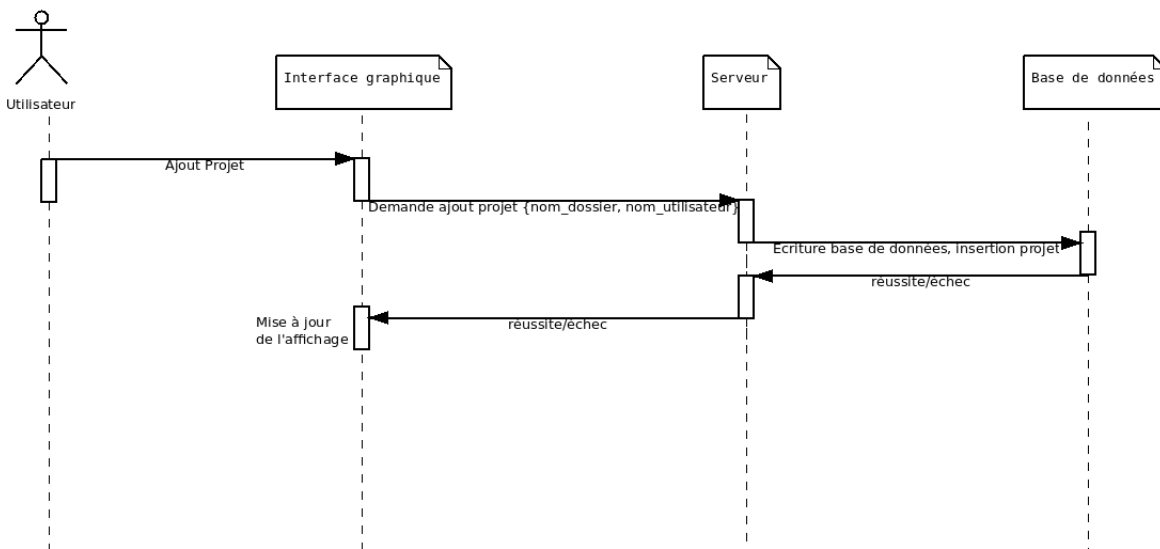 Utilisateur
Interface graphique
Serveur
Base de données
Ajout Projet
Demande ajout projet {nom_dossier, nom_utilisateur}
Ecriture base de données, insertion projet
réussite/échec
réussite/échec
Mise à jour
de l'affichage